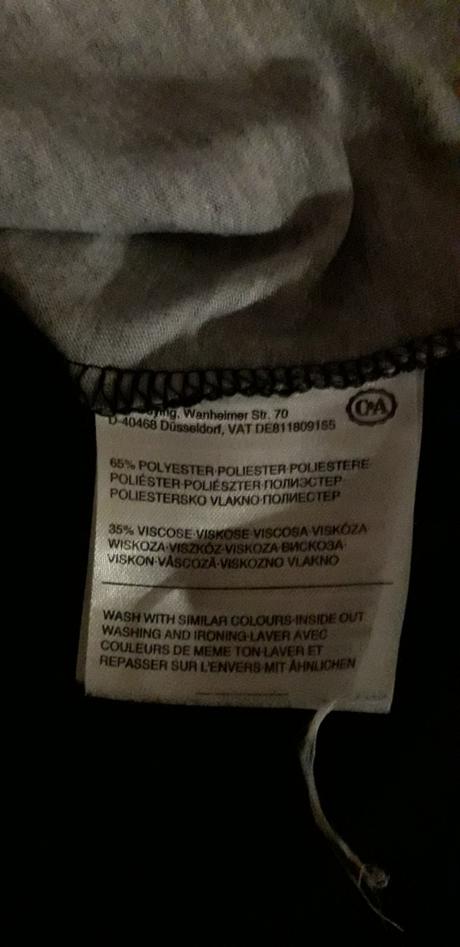 C&A
Wanheimer Str. 70
D-40468 Düsseldorf, VAT DE811809155
65% POLYESTER·POLIESTER·POLIESTERE·
POLIÉSTER·POLIÉSZTER·ПОЛИЭСТЕР·
POLIESTERSKO VLAKNO·ПОЛИЕСТЕР
35% VISCOSE·VISKOSE·VISCOSA·VISKÓZA·
WISKOZA·VISZKÓZ·VISKOZA·ВИСКОЗА·
VISKON·VÂSCOZĂ·VISKOZNO VLAKNO
WASH WITH SIMILAR COLOURS·INSIDE OUT
WASHING AND IRONING·LAVER AVEC
COULEURS DE MEME TON·LAVER ET
REPASSER SUR L'ENVERS·MIT ÄHNLICHEN